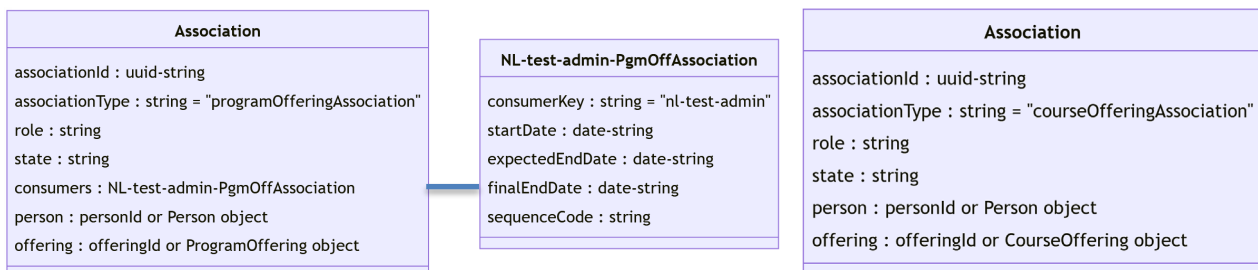 Association
associationId : uuid-string
associationType : string = "programOfferingAssociation"
role : string
state : string
consumers : NL-test-admin-PgmOffAssociation
person : personId or Person object
offering : offeringId or ProgramOffering object
NL-test-admin-PgmOffAssociation
consumerKey : string = "nl-test-admin"
startDate : date-string
expectedEndDate : date-string
finalEndDate : date-string
sequenceCode : string
Association
associationId : uuid-string
associationType : string = "courseOfferingAssociation"
role : string
state : string
person : personId or Person object
offering : offeringId or CourseOffering object